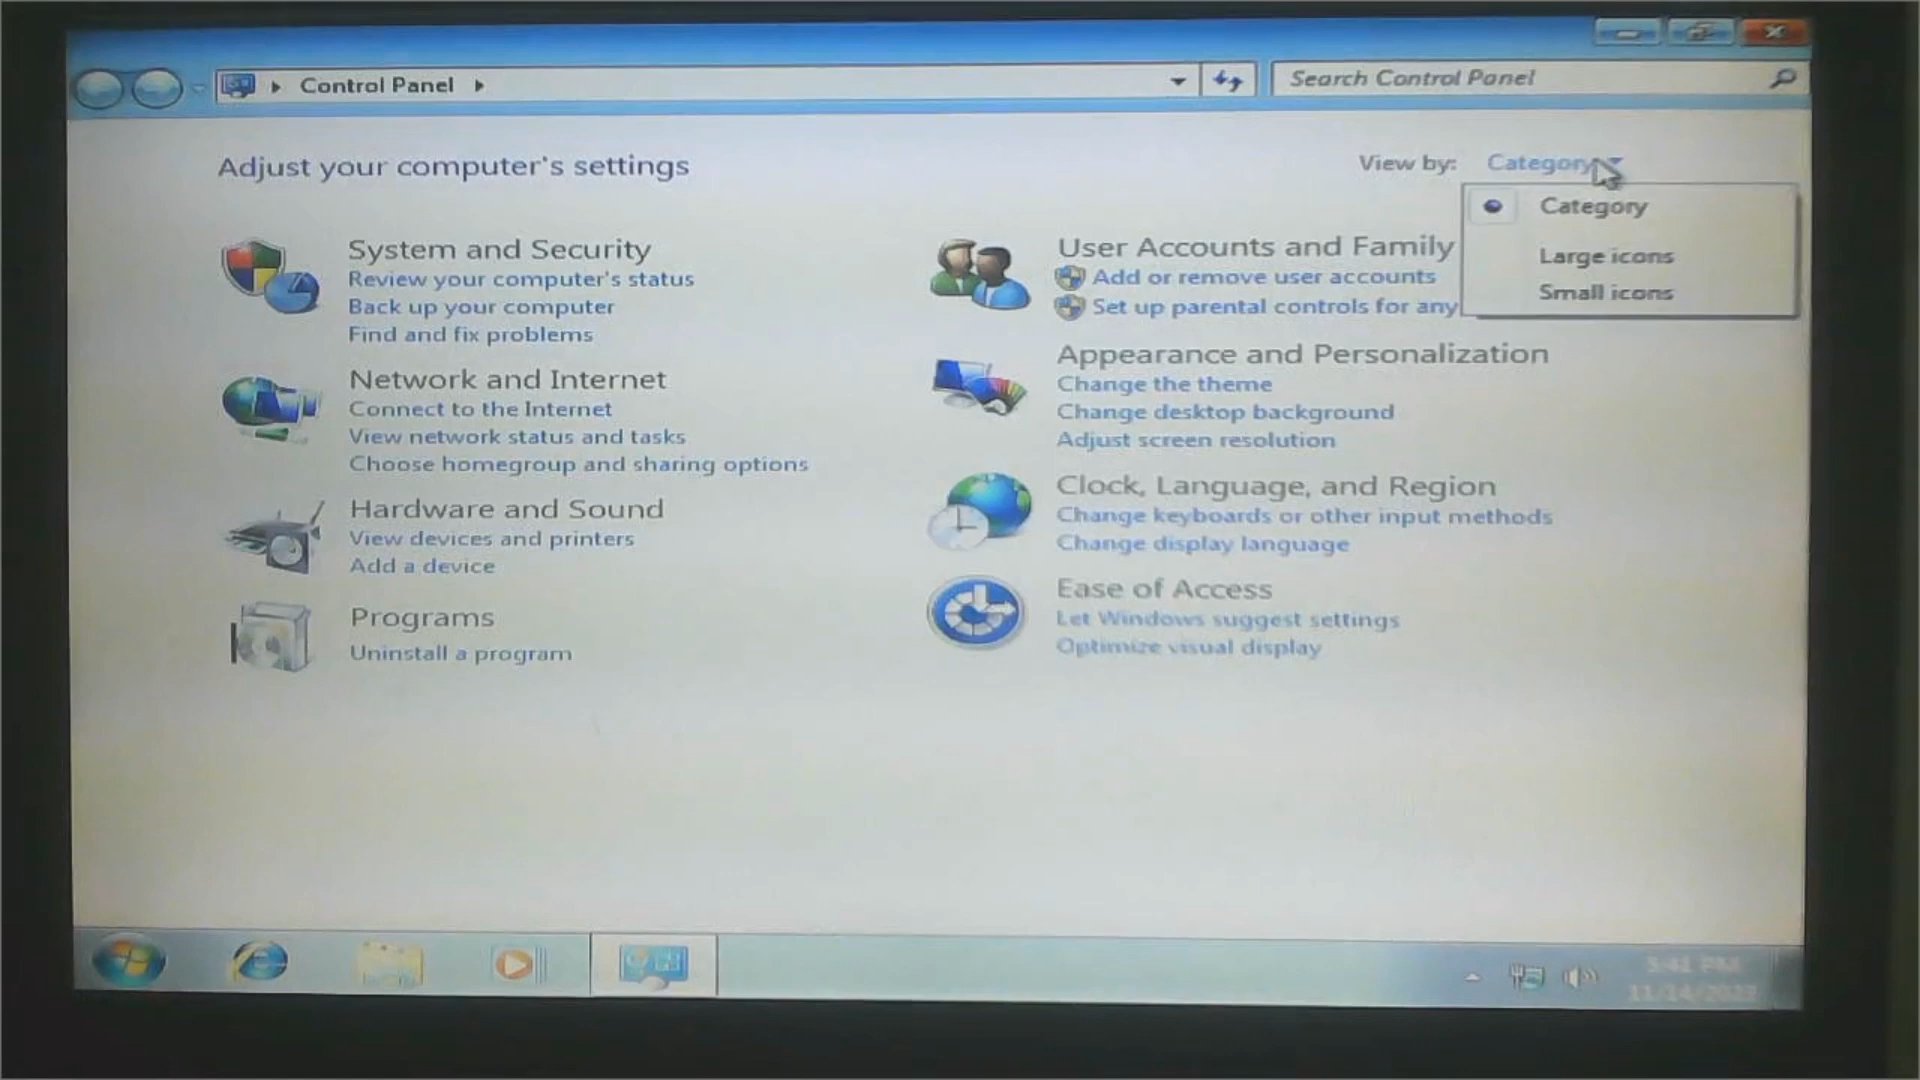 Control Panel
Search Control Panel
Adjust your computer's settings
View by: Category
Category
Large icons
Small icons
System and Security
Review your computer's status
Back up your computer
Find and fix problems
Network and Internet
Connect to the Internet
View network status and tasks
Choose homegroup and sharing options
Hardware and Sound
View devices and printers
Add a device
Programs
Uninstall a program
User Accounts and Family
Add or remove user accounts
Set up parental controls for any
Appearance and Personalization
Change the theme
Change desktop background
Adjust screen resolution
Clock, Language, and Region
Change keyboards or other input methods
Change display language
Ease of Access
Let Windows suggest settings
Optimize visual display
3:41 PM